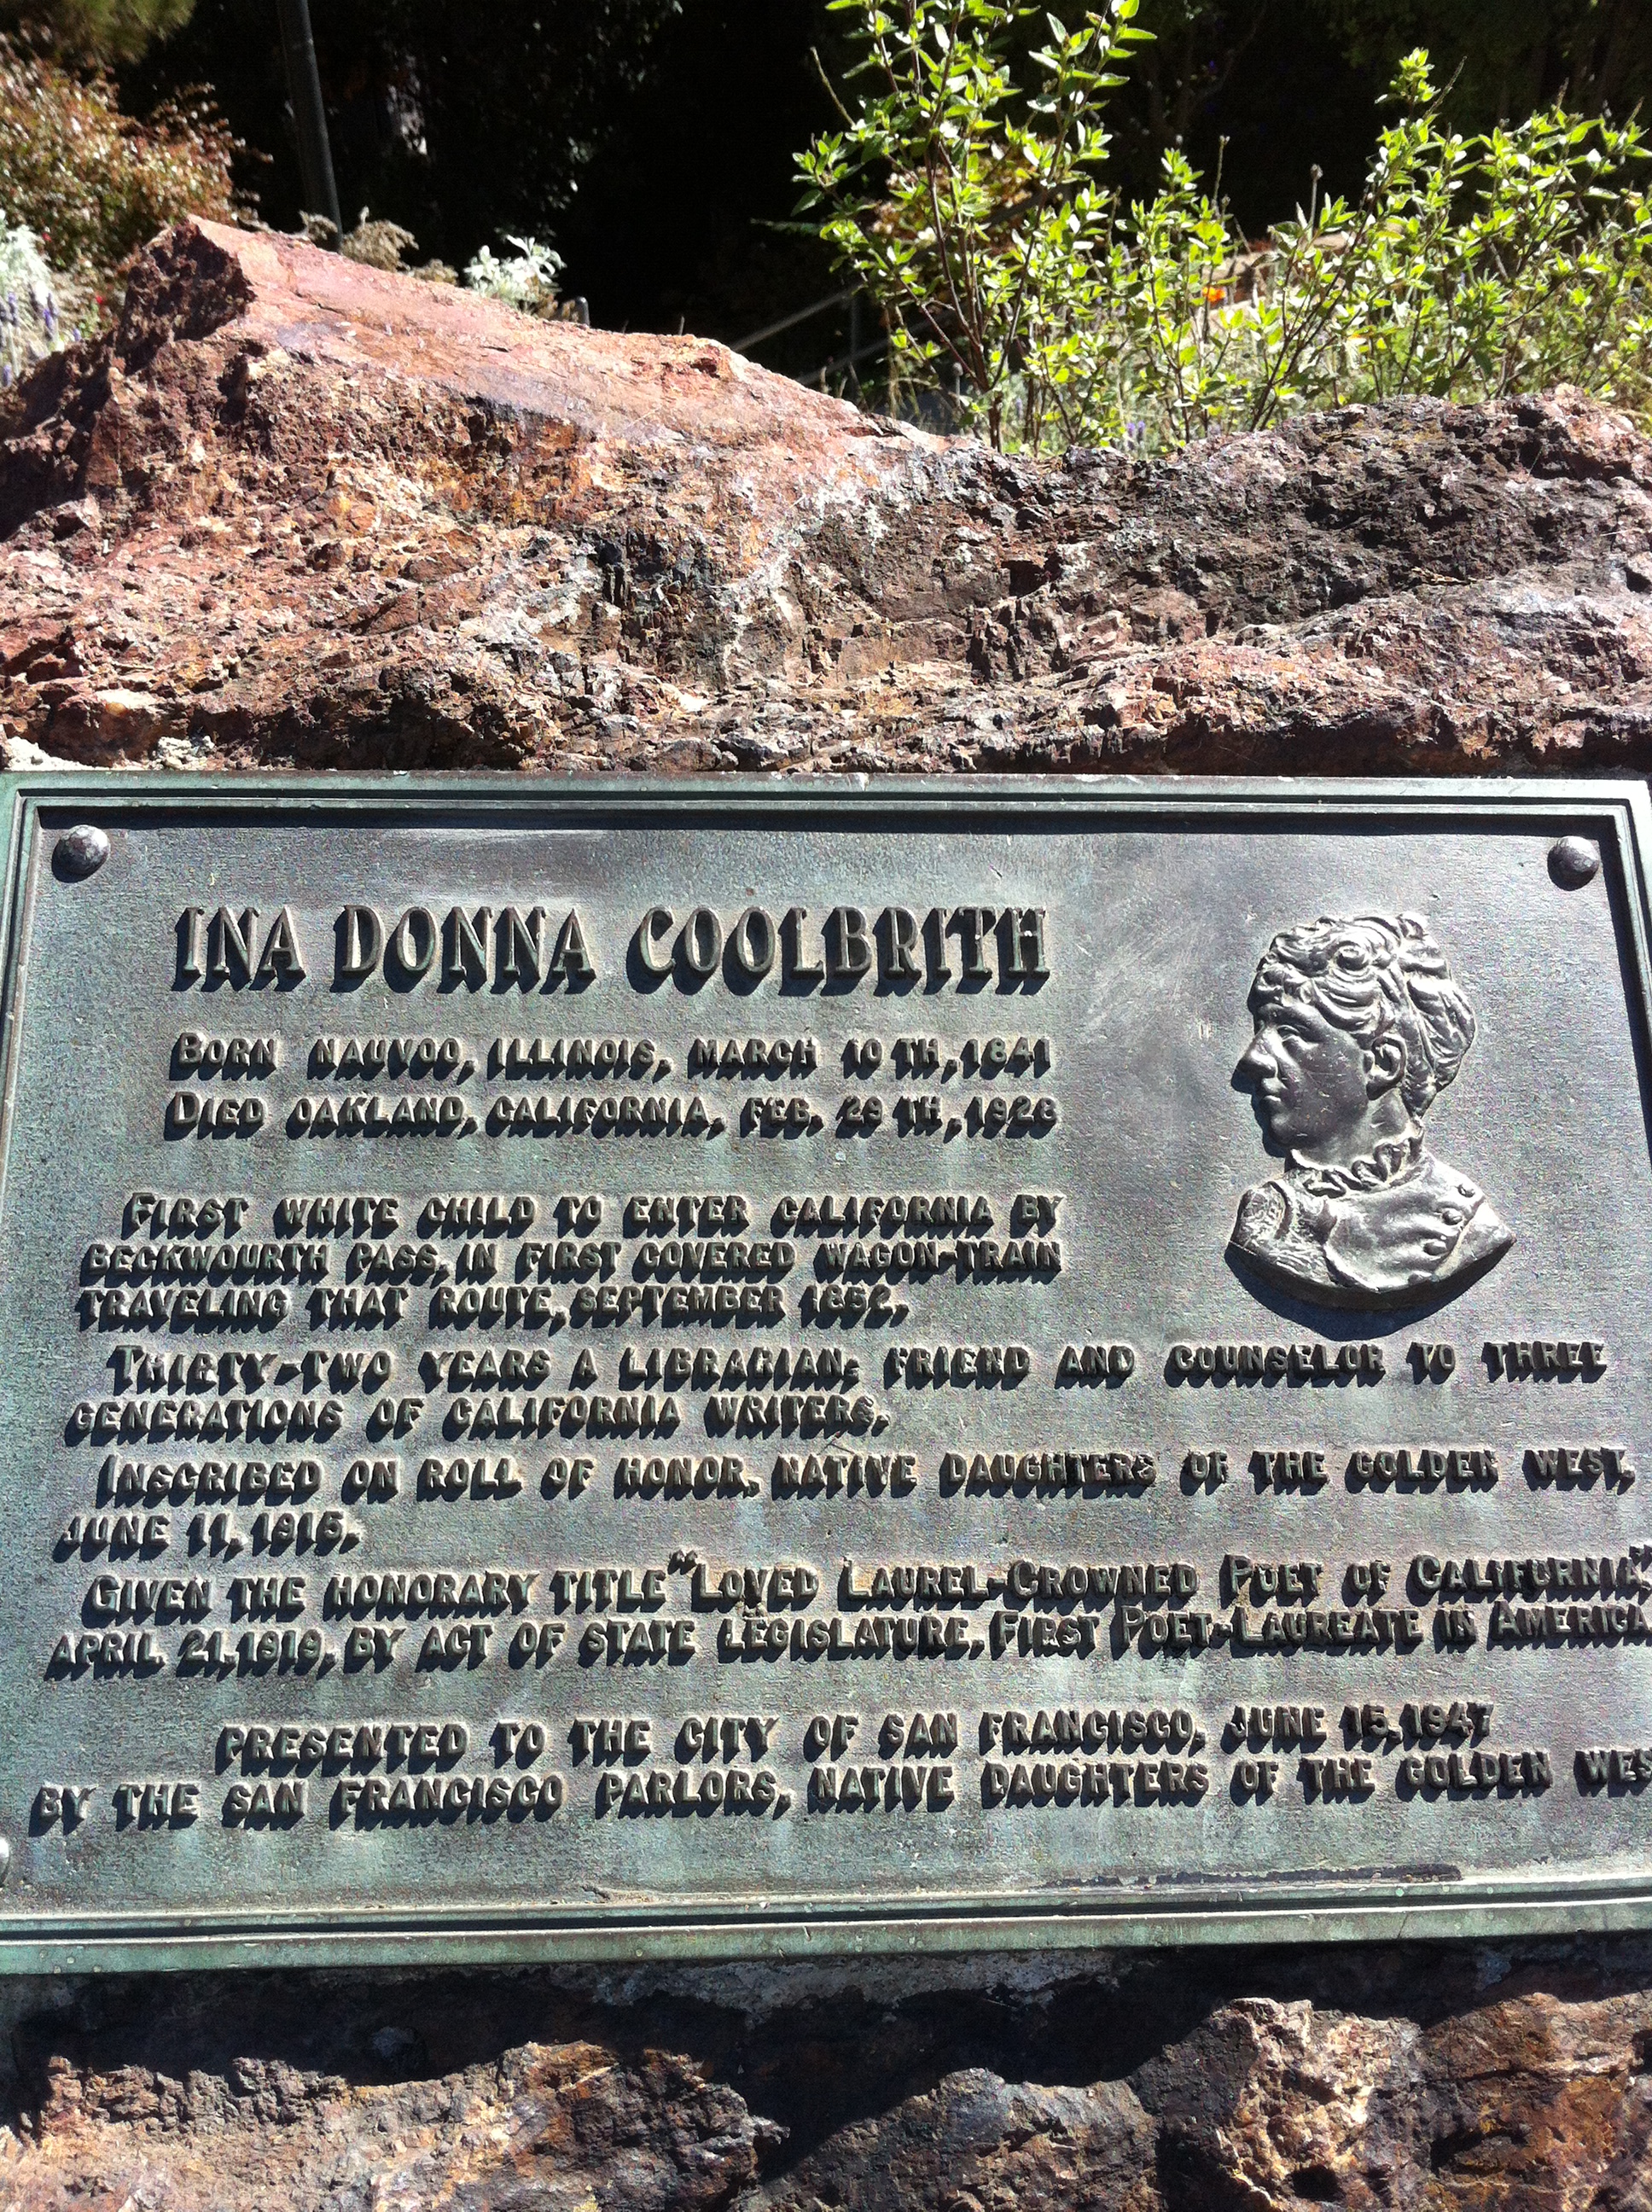 INA DONNA COOLBRITH
BORN NAUVOO, ILLINOIS, MARCH 10TH, 1841
DIED OAKLAND, CALIFORNIA, FEB. 29TH, 1928
FIRST WHITE CHILD TO ENTER CALIFORNIA BY
BECKWOURTH PASS, IN FIRST COVERED WAGON-TRAIN
TRAVELING THAT ROUTE, SEPTEMBER 1852.
THIRTY-TWO YEARS A LIBRARIAN; FRIEND AND COUNSELOR TO THREE
GENERATIONS OF CALIFORNIA WRITERS.
INSCRIBED ON ROLL OF HONOR, NATIVE DAUGHTERS OF THE GOLDEN WEST,
JUNE 11, 1915.
GIVEN THE HONORARY TITLE "LOVED LAUREL-CROWNED POET OF CALIFORNIA"
APRIL 21, 1919, BY ACT OF STATE LEGISLATURE, FIRST POET-LAUREATE IN AMERICA
PRESENTED TO THE CITY OF SAN FRANCISCO, JUNE 15, 1947
BY THE SAN FRANCISCO PARLORS, NATIVE DAUGHTERS OF THE GOLDEN WES